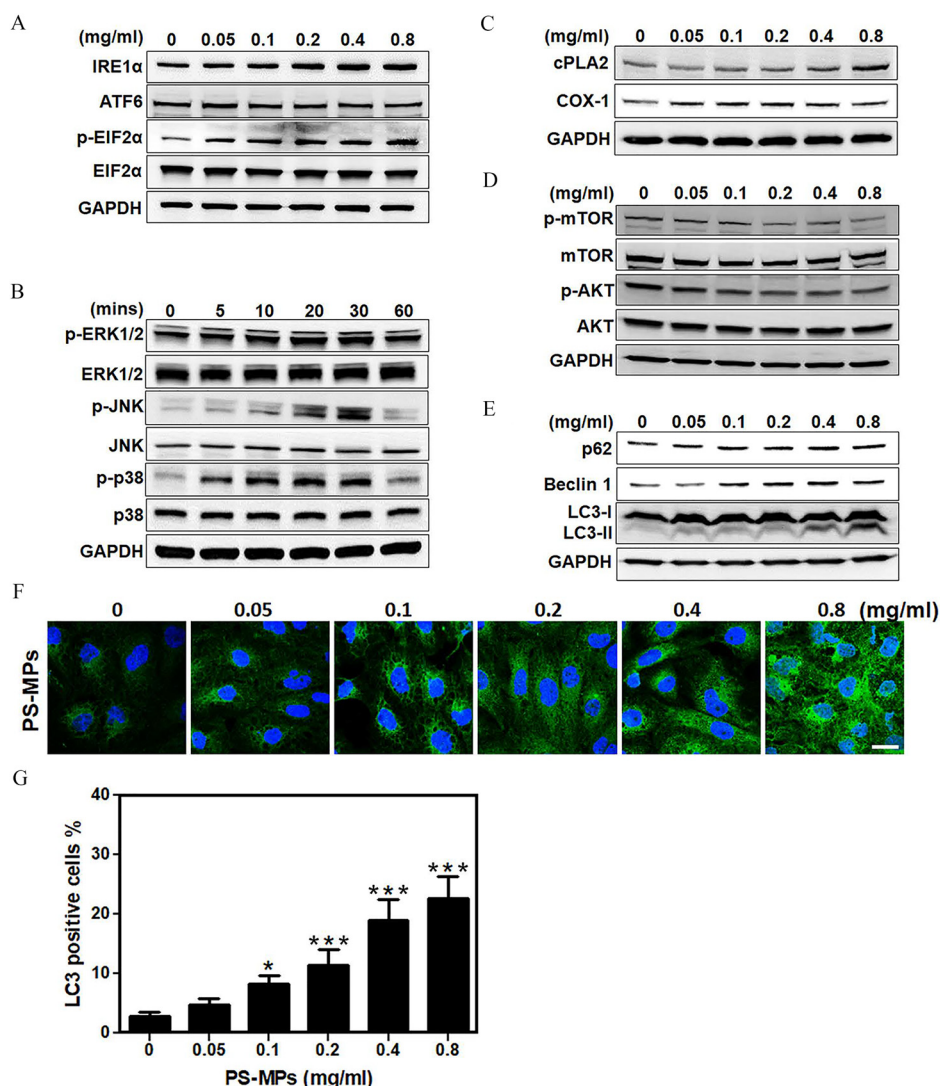 A
(mg/ml) 0 0.05 0.1 0.2 0.4 0.8
IRE1α
ATF6
p-EIF2α
EIF2α
GAPDH
B
(mins) 0 5 10 20 30 60
p-ERK1/2
ERK1/2
p-JNK
JNK
p-p38
p38
GAPDH
C
(mg/ml) 0 0.05 0.1 0.2 0.4 0.8
cPLA2
COX-1
GAPDH
D
(mg/ml) 0 0.05 0.1 0.2 0.4 0.8
p-mTOR
mTOR
p-AKT
AKT
GAPDH
E
(mg/ml) 0 0.05 0.1 0.2 0.4 0.8
p62
Beclin 1
LC3-I
LC3-II
GAPDH
F
0 0.05 0.1 0.2 0.4 0.8 (mg/ml)
PS-MPs
G
LC3 positive cells %
40
30
20
10
0
* *** *** ***
0 0.05 0.1 0.2 0.4 0.8
PS-MPs (mg/ml)